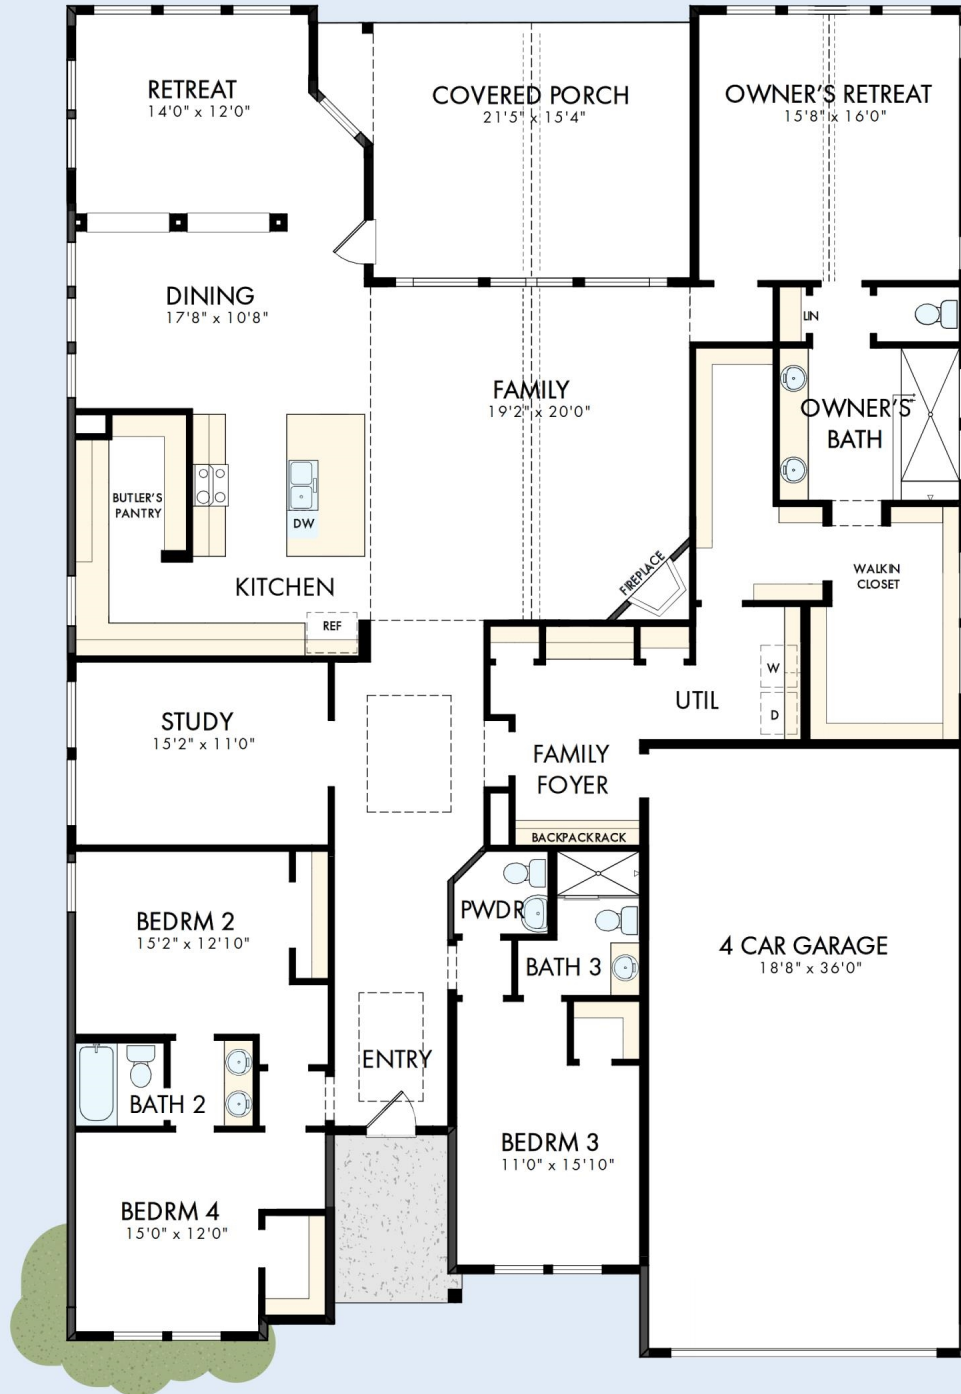 RETREAT
14'0" x 12'0"
COVERED PORCH
21'5" x 15'4"
OWNER'S RETREAT
15'8" x 16'0"
DINING
17'8" x 10'8"
LIN
FAMILY
19'2" x 20'0"
OWNER'S
BATH
BUTLER'S
PANTRY
DW
KITCHEN
REF
FIREPLACE
WALKIN
CLOSET
STUDY
15'2" x 11'0"
UTIL
W
D
FAMILY
FOYER
BACKPACKRACK
BEDRM 2
15'2" x 12'10"
PWDR
BATH 3
4 CAR GARAGE
18'8" x 36'0"
ENTRY
BATH 2
BEDRM 3
11'0" x 15'10"
BEDRM 4
15'0" x 12'0"